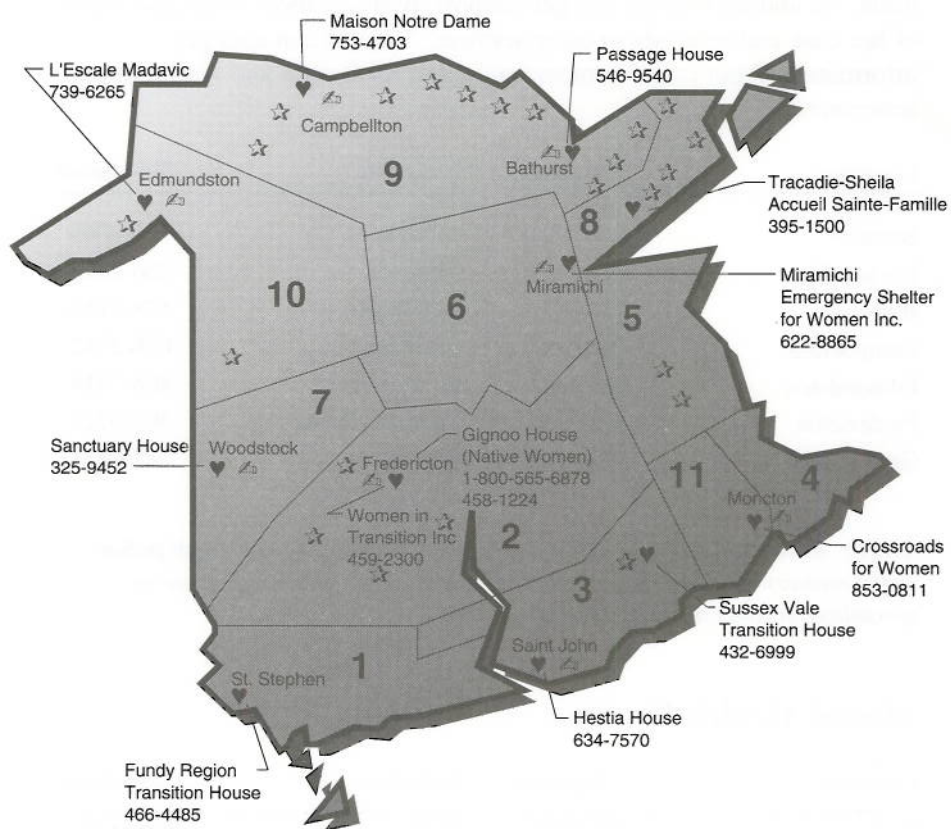 Maison Notre Dame
753-4703
L'Escale Madavic
739-6265
Passage House
546-9540
Campbellton
Bathurst
Edmundston
9
Tracadie-Sheila
Accueil Sainte-Famille
395-1500
8
Miramichi
Miramichi
Emergency Shelter
for Women Inc.
622-8865
10
6
5
7
Sanctuary House
325-9452
Woodstock
Fredericton
Gignoo House
(Native Women)
1-800-565-6878
458-1224
Women in
Transition Inc
459-2300
2
11
4
Moncton
Crossroads
for Women
853-0811
3
Sussex Vale
Transition House
432-6999
1
St. Stephen
Saint John
Hestia House
634-7570
Fundy Region
Transition House
466-4485